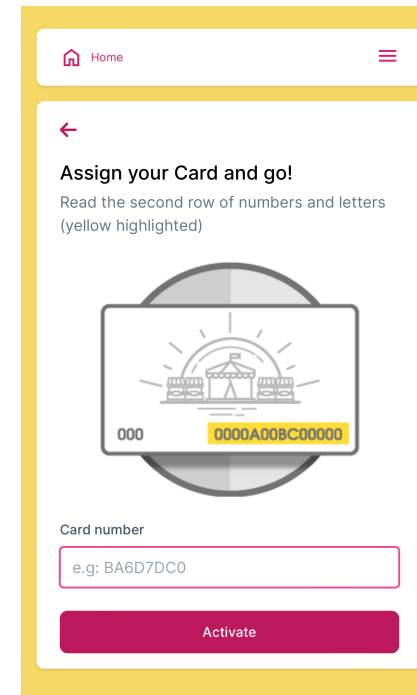 Home
Assign your Card and go!
Read the second row of numbers and letters
(yellow highlighted)
000 0000A00BC00000
Card number
e.g: BA6D7DC0
Activate